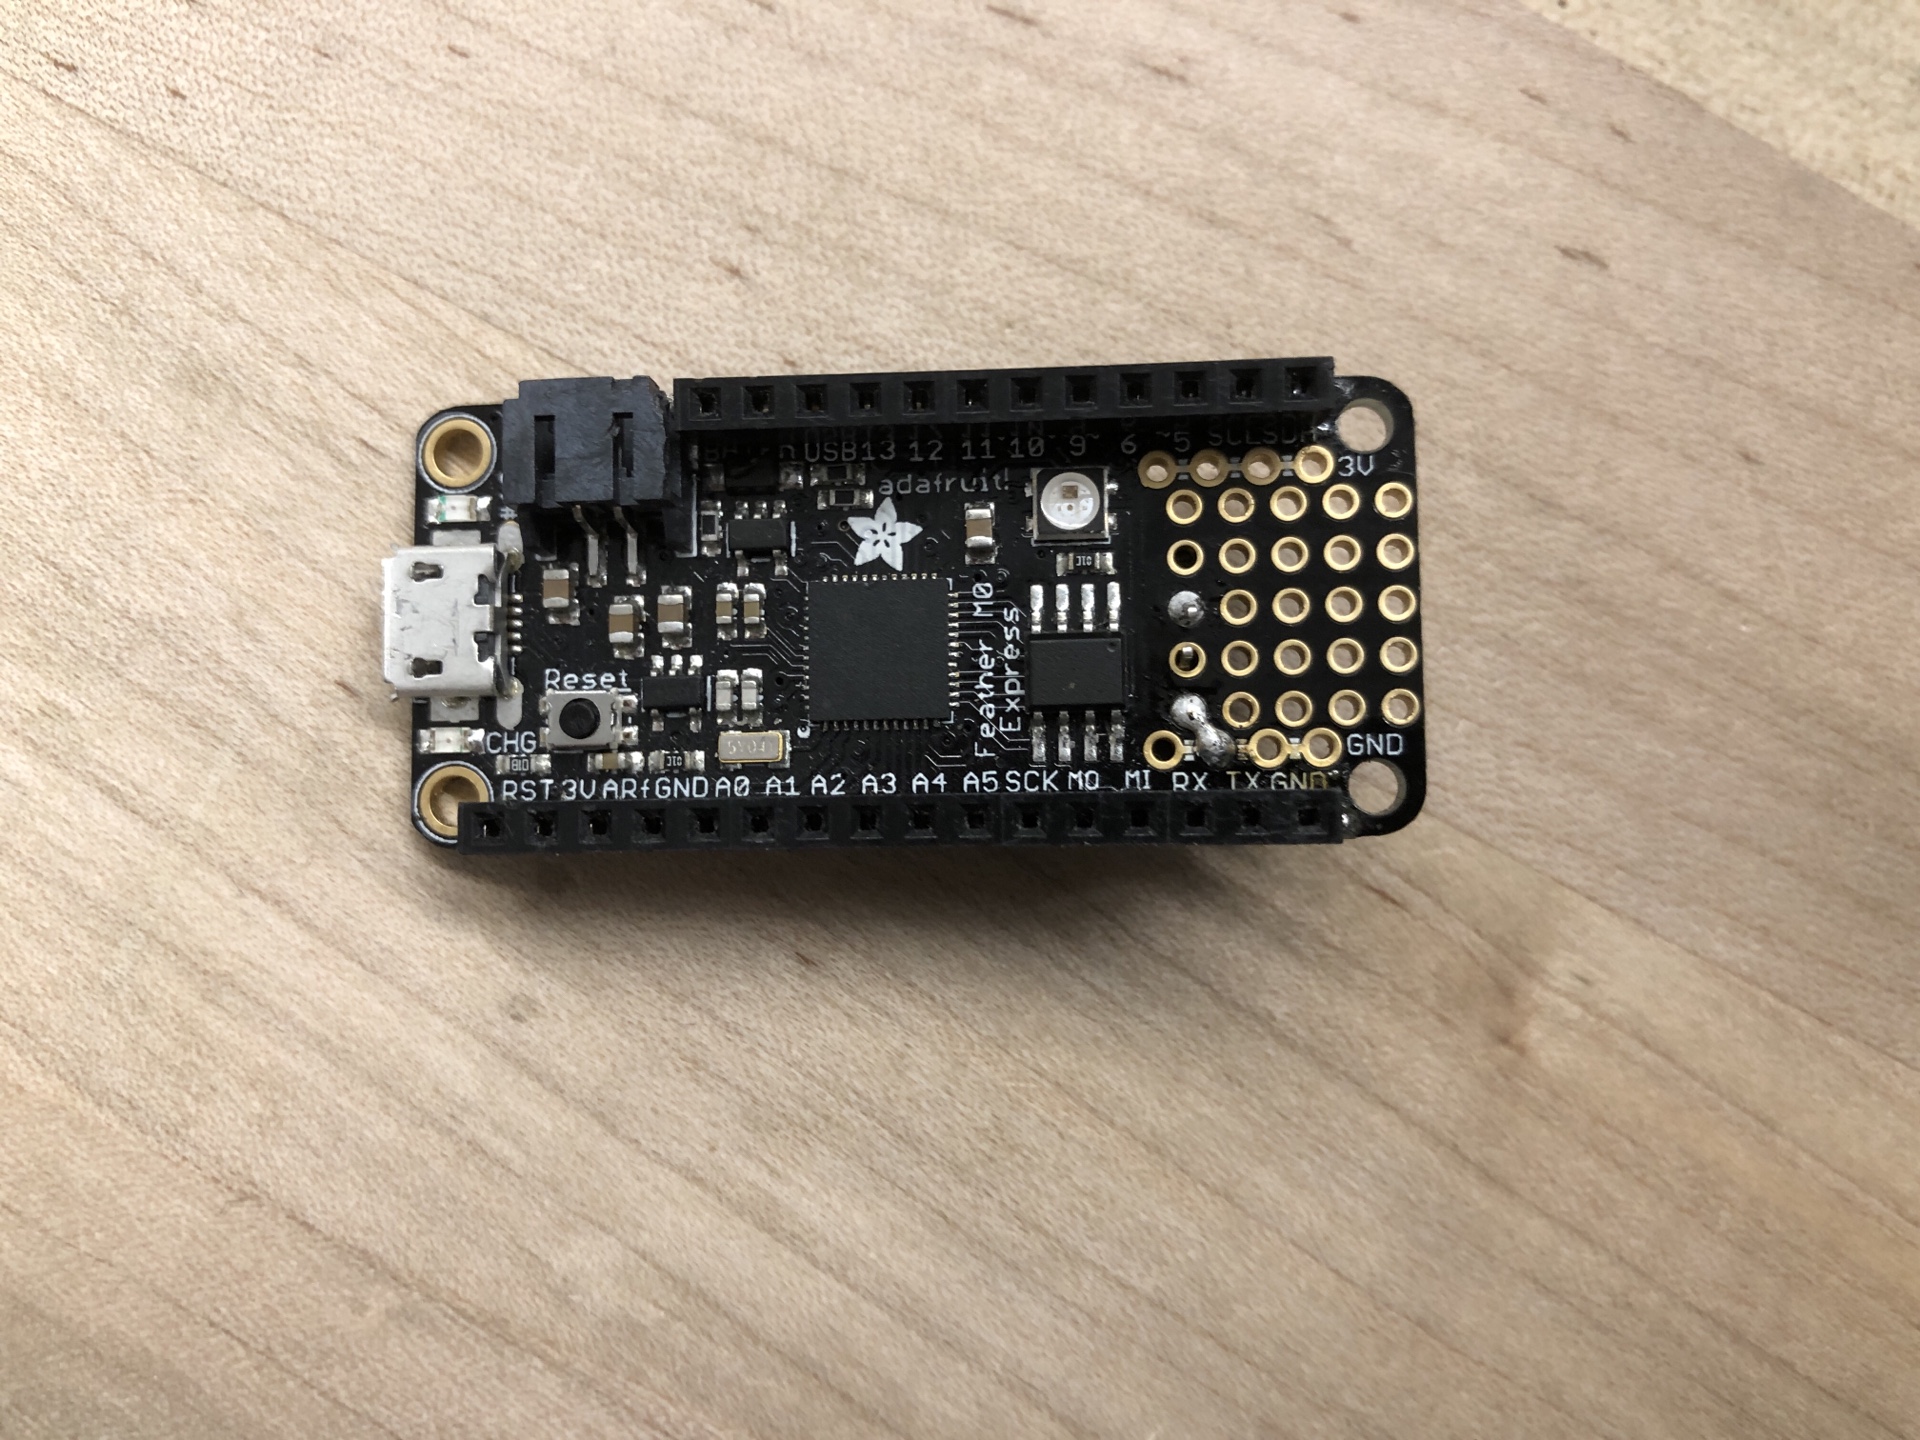 USB 13 12 11 10 9 6 ~5 SCL SDA
adafruit!
3V
Feather M0
Express
Reset
CHG
GND
RST 3V ARf GND A0 A1 A2 A3 A4 A5 SCK MO MI RX TX GND